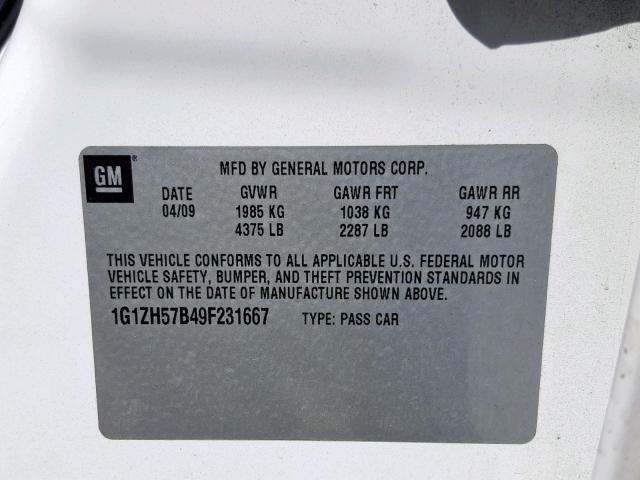 GM® MFD BY GENERAL MOTORS CORP.
DATE GVWR GAWR FRT GAWR RR
04/09 1985 KG 1038 KG 947 KG
4375 LB 2287 LB 2088 LB
THIS VEHICLE CONFORMS TO ALL APPLICABLE U.S. FEDERAL MOTOR
VEHICLE SAFETY, BUMPER, AND THEFT PREVENTION STANDARDS IN
EFFECT ON THE DATE OF MANUFACTURE SHOWN ABOVE.
1G1ZH57B49F231667 TYPE: PASS CAR